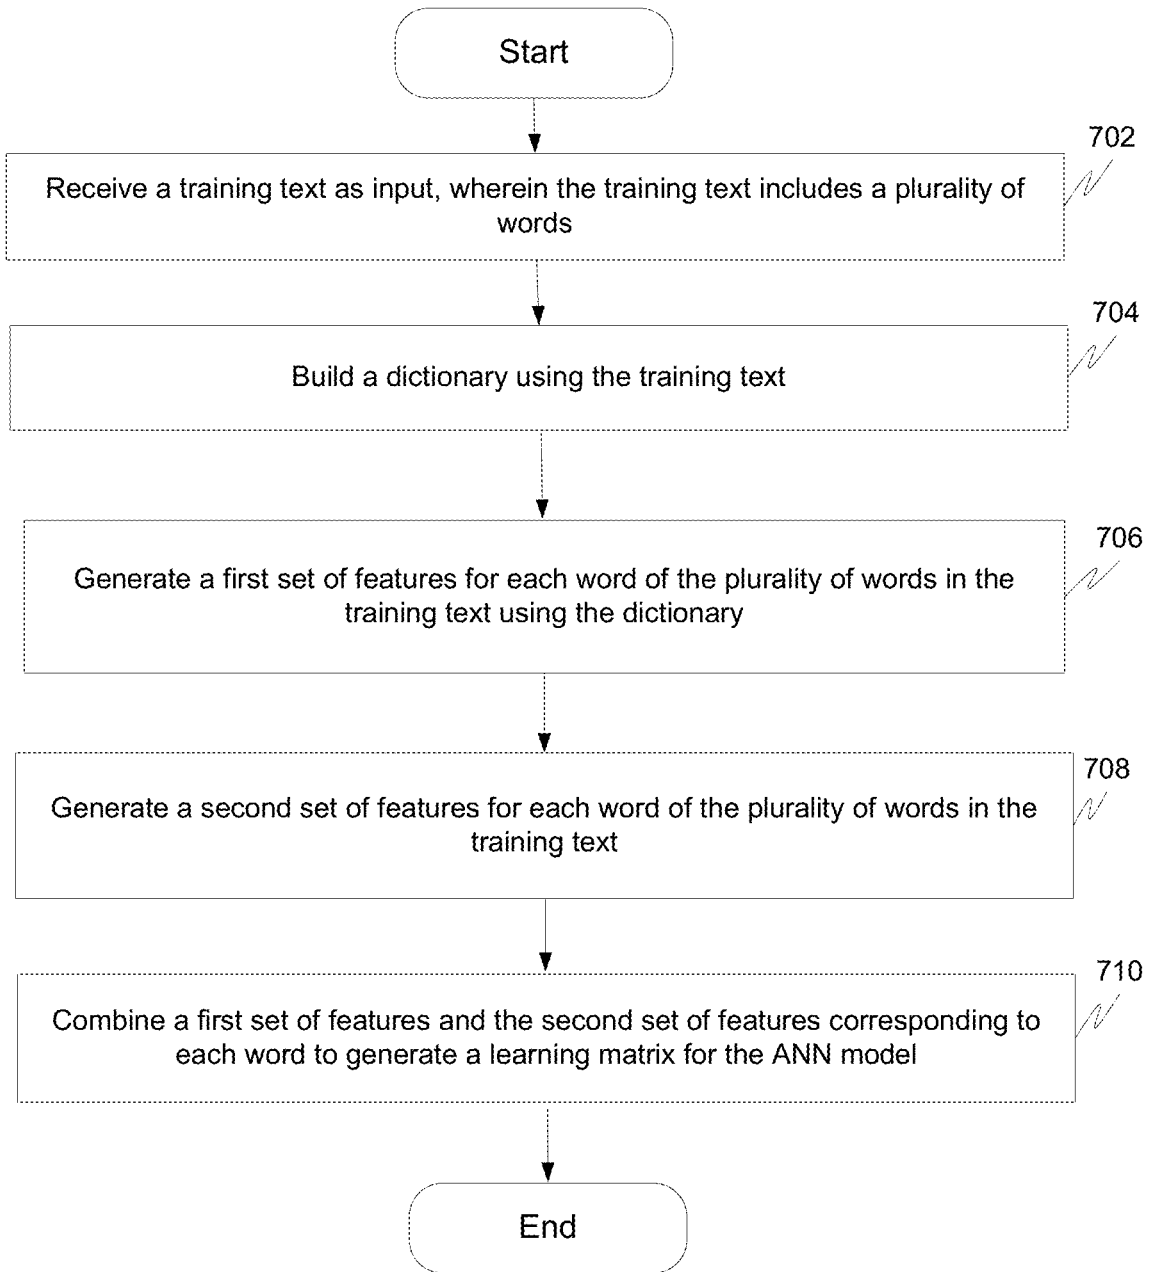 Start
702
Receive a training text as input, wherein the training text includes a plurality of
words
704
Build a dictionary using the training text
706
Generate a first set of features for each word of the plurality of words in the
training text using the dictionary
708
Generate a second set of features for each word of the plurality of words in the
training text
710
Combine a first set of features and the second set of features corresponding to
each word to generate a learning matrix for the ANN model
End